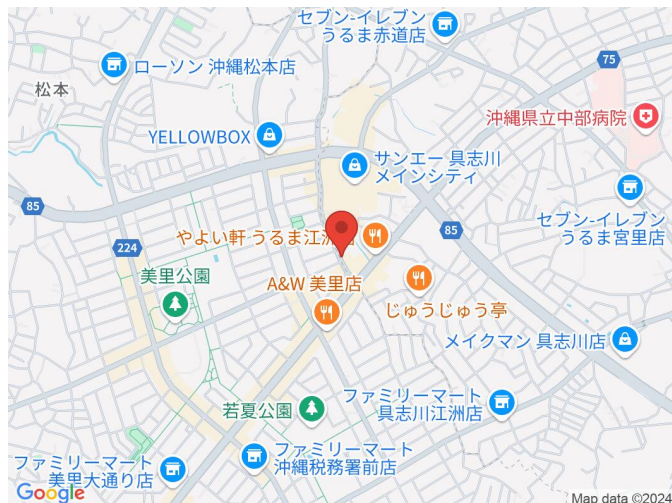 セブン-イレブン
うるま赤道店
75
ローソン 沖縄松本店
松本
沖縄県立中部病院
YELLOWBOX
サンエー 具志川
メインシティ
85
セブン-イレブン
うるま宮里店
やよい軒 うるま江洲
85
224
美里公園
A&W 美里店
じゅうじゅう亭
メイクマン 具志川店
ファミリーマート
具志川江洲店
若夏公園
ファミリーマート
沖縄税務署前店
ファミリーマート
美里大通り店
Google
Map data ©2024